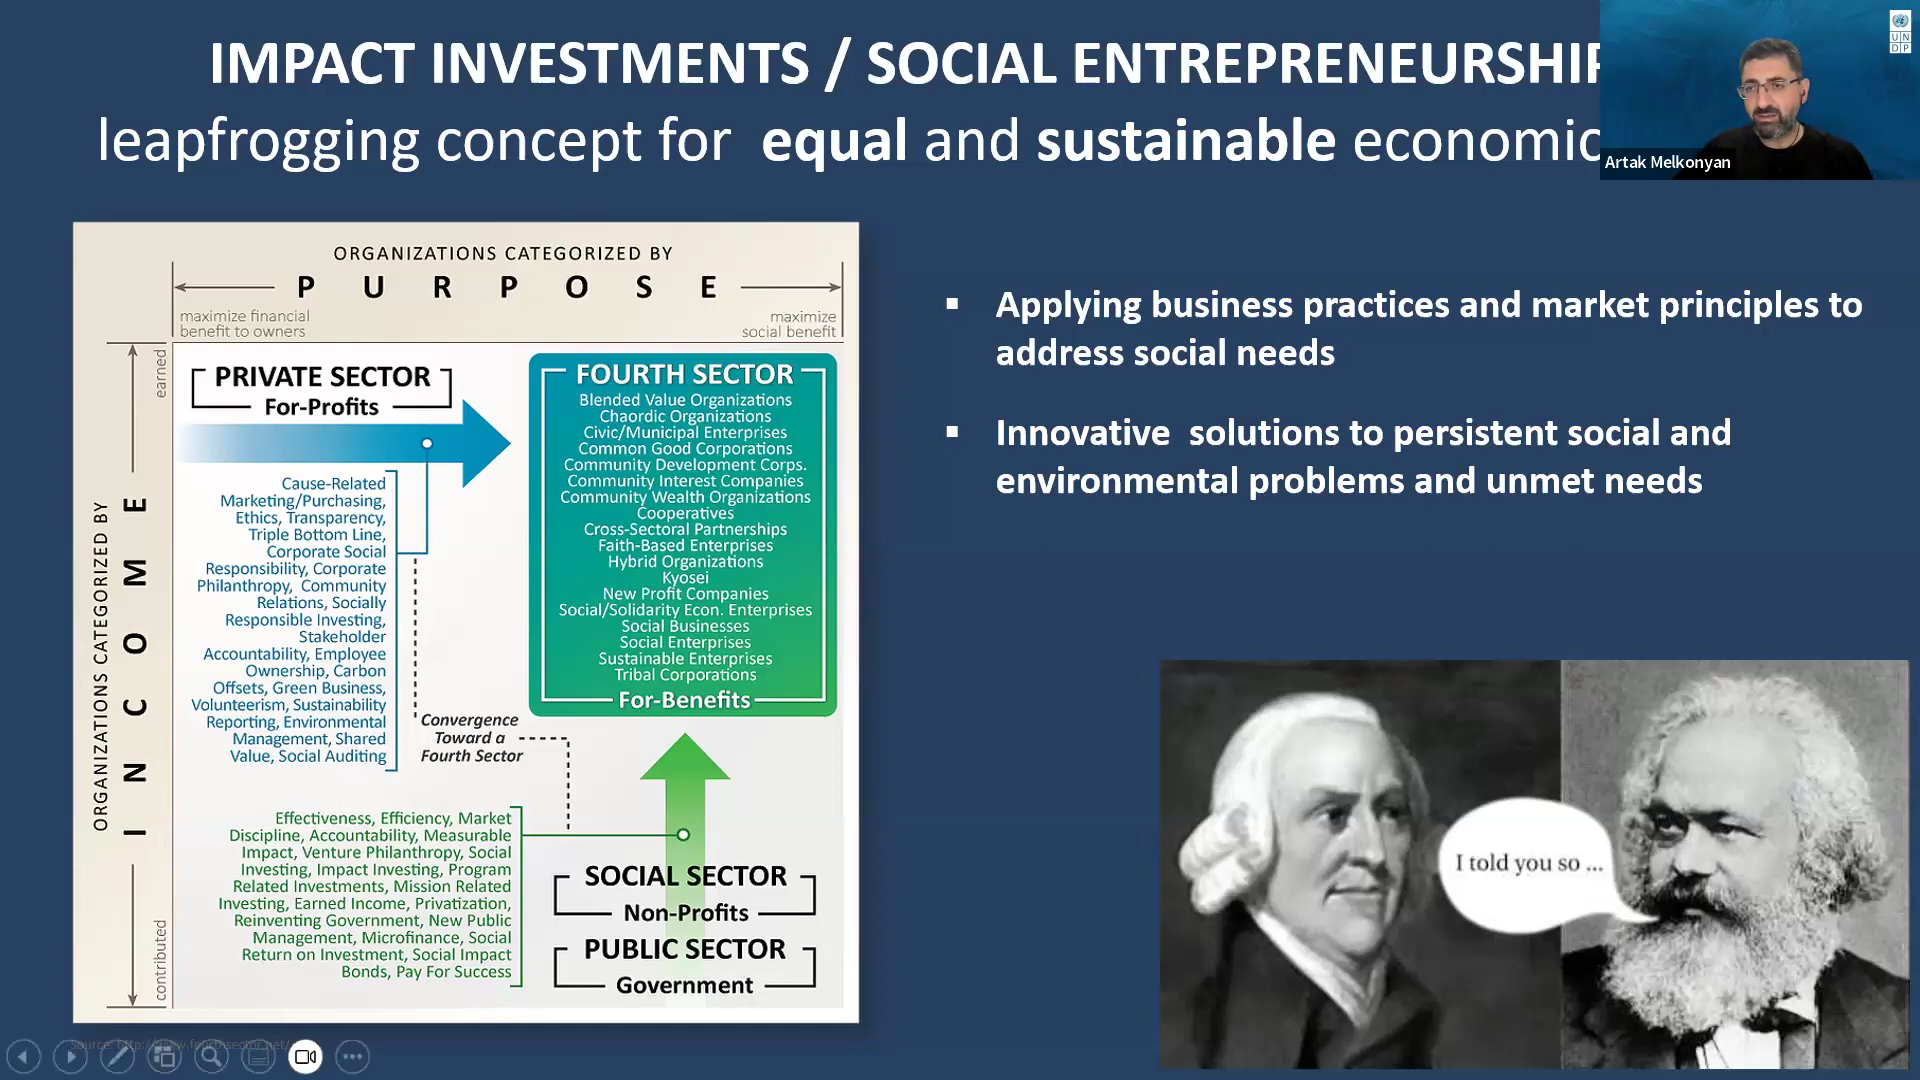 IMPACT INVESTMENTS / SOCIAL ENTREPRENEURSHIP
leapfrogging concept for equal and sustainable economic
UN
DP
Artak Melkonyan
ORGANIZATIONS CATEGORIZED BY
PURPOSE
maximize financial
benefit to owners
maximize
social benefit
ORGANIZATIONS CATEGORIZED BY
INCOME
earned
contributed
PRIVATE SECTOR
For-Profits
Cause-Related
Marketing/Purchasing,
Ethics, Transparency,
Triple Bottom Line,
Corporate Social
Responsibility, Corporate
Philanthropy, Community
Relations, Socially
Responsible Investing,
Stakeholder
Accountability, Employee
Ownership, Carbon
Offsets, Green Business,
Volunteerism, Sustainability
Reporting, Environmental
Management, Shared
Value, Social Auditing
FOURTH SECTOR
Blended Value Organizations
Chaordic Organizations
Civic/Municipal Enterprises
Common Good Corporations
Community Development Corps.
Community Interest Companies
Community Wealth Organizations
Cooperatives
Cross-Sectoral Partnerships
Faith-Based Enterprises
Hybrid Organizations
Kyosei
New Profit Companies
Social/Solidarity Econ. Enterprises
Social Businesses
Social Enterprises
Sustainable Enterprises
Tribal Corporations
For-Benefits
Convergence
Toward a
Fourth Sector
Effectiveness, Efficiency, Market
Discipline, Accountability, Measurable
Impact, Venture Philanthropy, Social
Investing, Impact Investing, Program
Related Investments, Mission Related
Investing, Earned Income, Privatization,
Reinventing Government, New Public
Management, Microfinance, Social
Return on Investment, Social Impact
Bonds, Pay For Success
SOCIAL SECTOR
Non-Profits
PUBLIC SECTOR
Government
▪ Applying business practices and market principles to
address social needs
▪ Innovative solutions to persistent social and
environmental problems and unmet needs
I told you so ...
Source: http://www.fourthsector.net/